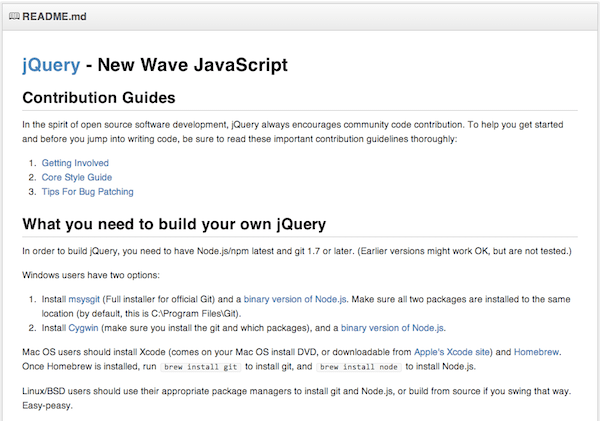 README.md
jQuery - New Wave JavaScript
Contribution Guides
In the spirit of open source software development, jQuery always encourages community code contribution. To help you get started
and before you jump into writing code, be sure to read these important contribution guidelines thoroughly:
1. Getting Involved
2. Core Style Guide
3. Tips For Bug Patching
What you need to build your own jQuery
In order to build jQuery, you need to have Node.js/npm latest and git 1.7 or later. (Earlier versions might work OK, but are not tested.)
Windows users have two options:
1. Install msysgit (Full installer for official Git) and a binary version of Node.js. Make sure all two packages are installed to the same
location (by default, this is C:\Program Files\Git).
2. Install Cygwin (make sure you install the git and which packages), and a binary version of Node.js.
Mac OS users should install Xcode (comes on your Mac OS install DVD, or downloadable from Apple's Xcode site) and Homebrew.
Once Homebrew is installed, run brew install git to install git, and brew install node to install Node.js.
Linux/BSD users should use their appropriate package managers to install git and Node.js, or build from source if you swing that way.
Easy-peasy.